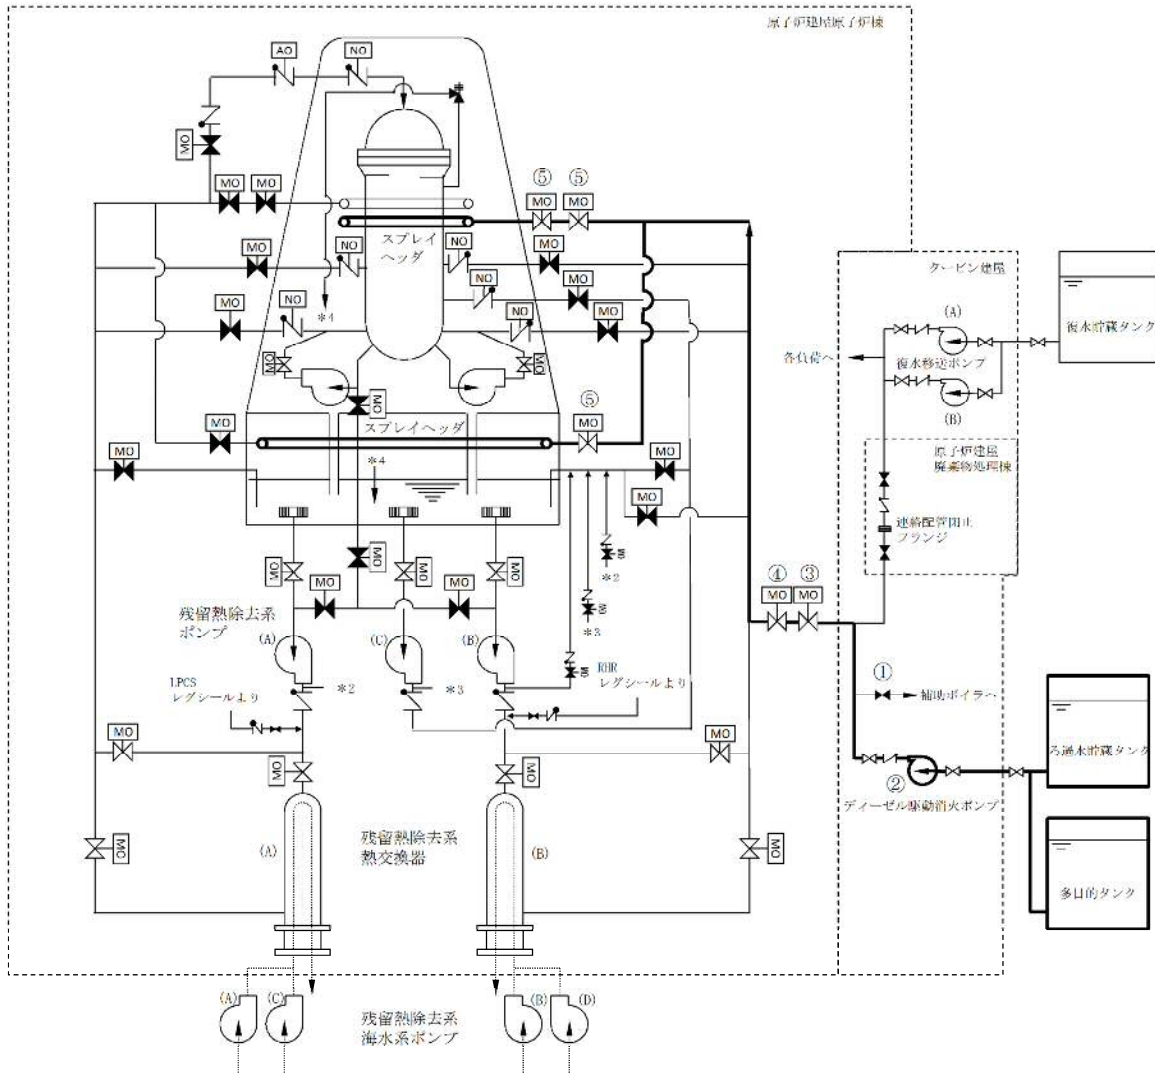 原子炉建屋原子炉棟
AO
NO
MO
MO
MO
⑤
⑤
MO
MO
スプレイ
ヘッダ
タービン建屋
MO
NO
NO
MO
(A)
復水貯蔵タンク
NO
MO
各負荷へ
復水移送ポンプ
MO
NO
*4
NO
MO
(B)
MO
MO
MO
⑤
スプレイヘッダ
MO
MO
原子炉建屋
廃棄物処理棟
MO
*4
MO
MO
連絡配管閉止
フランジ
MO
MO
MO
MO
MO
*2
④
③
MO
MO
MO
MO
MO
*3
残留熱除去系
ポンプ
(A)
(C)
(B)
MO
LPCS
レグシールより
*2
*3
RHR
レグシールより
①
補助ボイラへ
MO
MO
ろ過水貯蔵タンク
MO
MO
②
ディーゼル駆動消火ポンプ
MO
(A)
残留熱除去系
熱交換器
(B)
MO
多目的タンク
(A)
(C)
(B)
(D)
残留熱除去系
海水系ポンプ